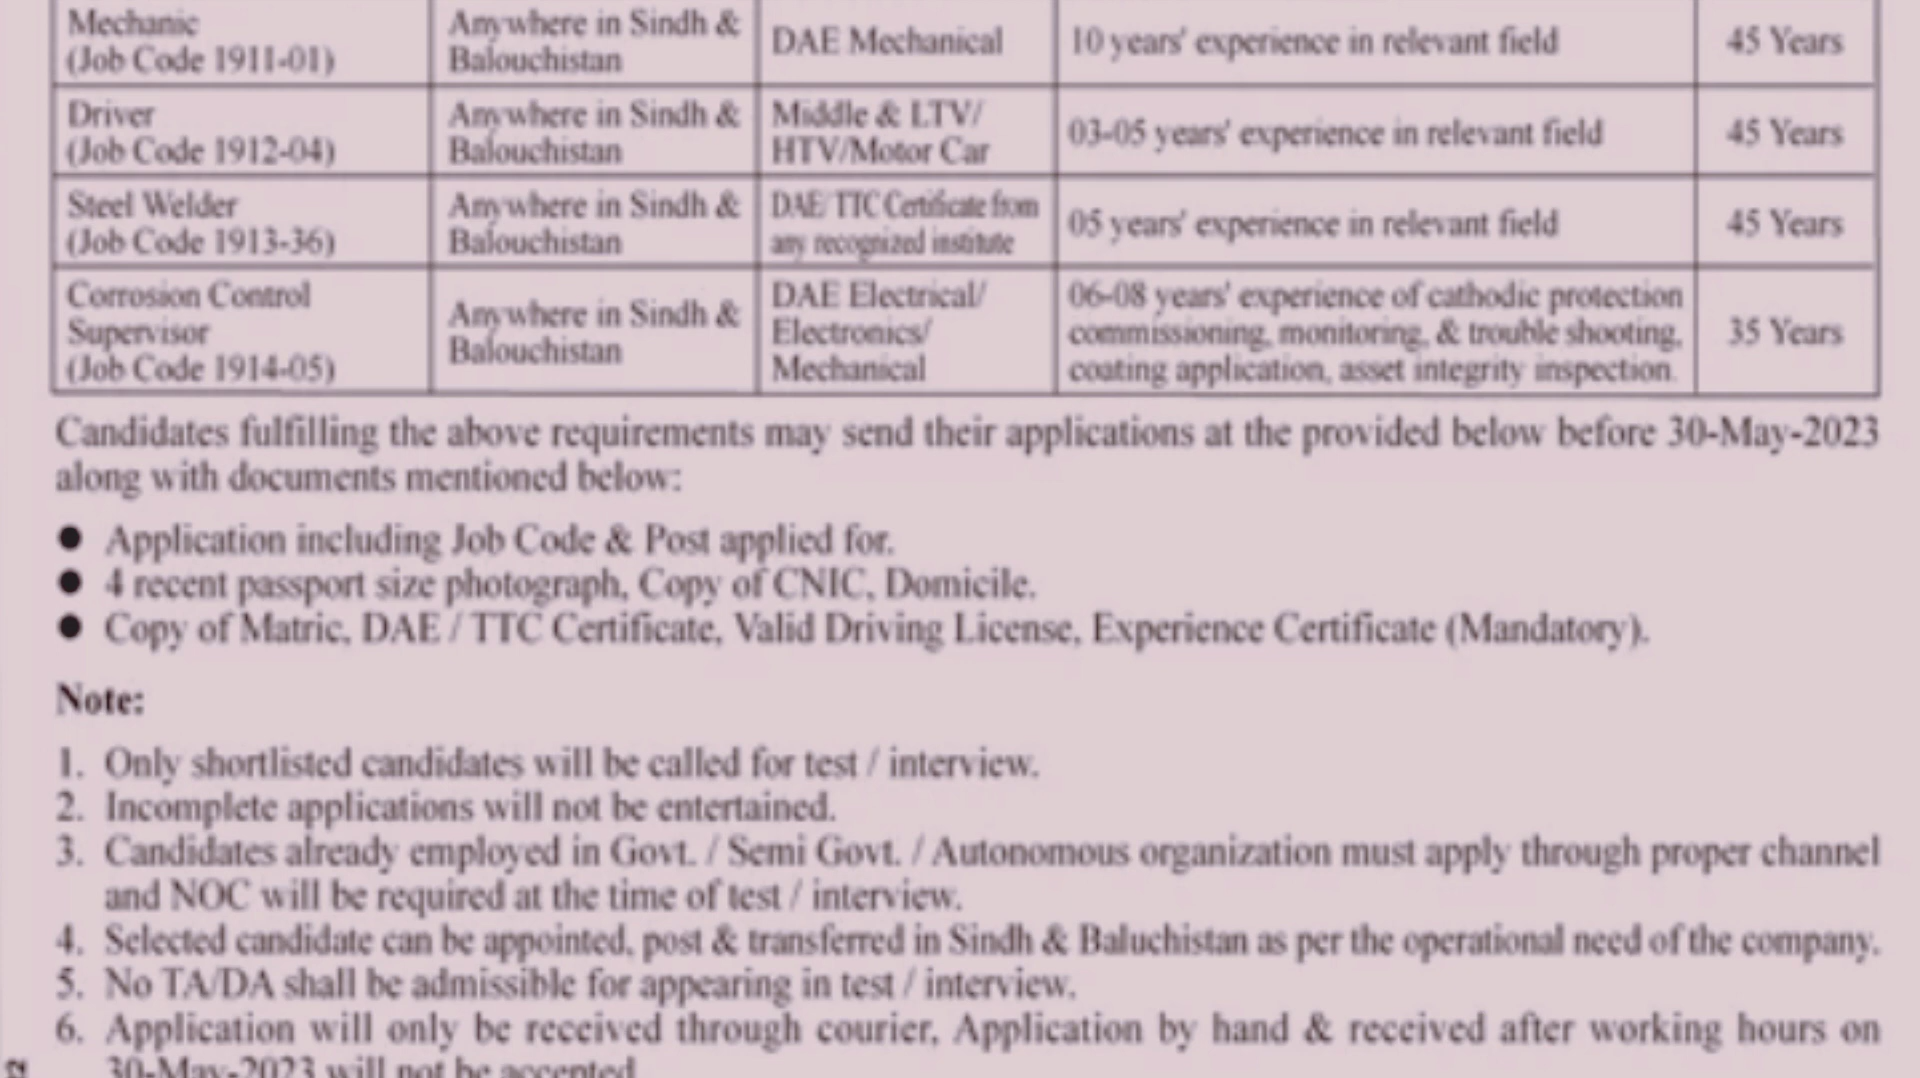 Mechanic
(Job Code 1911-01)
Anywhere in Sindh &
Balouchistan
DAE Mechanical
10 years' experience in relevant field
45 Years
Driver
(Job Code 1912-04)
Anywhere in Sindh &
Balouchistan
Middle & LTV/
HTV/Motor Car
03-05 years' experience in relevant field
45 Years
Steel Welder
(Job Code 1913-36)
Anywhere in Sindh &
Balouchistan
DAE/ TTC Certificate from
any recognized institute
05 years' experience in relevant field
45 Years
Corrosion Control
Supervisor
(Job Code 1914-05)
Anywhere in Sindh &
Balouchistan
DAE Electrical/
Electronics/
Mechanical
06-08 years' experience of cathodic protection
commissioning, monitoring, & trouble shooting,
coating application, asset integrity inspection.
35 Years
Candidates fulfilling the above requirements may send their applications at the provided below before 30-May-2023
along with documents mentioned below:
● Application including Job Code & Post applied for.
● 4 recent passport size photograph, Copy of CNIC, Domicile.
● Copy of Matric, DAE / TTC Certificate, Valid Driving License, Experience Certificate (Mandatory).
Note:
1. Only shortlisted candidates will be called for test / interview.
2. Incomplete applications will not be entertained.
3. Candidates already employed in Govt. / Semi Govt. / Autonomous organization must apply through proper channel
and NOC will be required at the time of test / interview.
4. Selected candidate can be appointed, post & transferred in Sindh & Baluchistan as per the operational need of the company.
5. No TA/DA shall be admissible for appearing in test / interview.
6. Application will only be received through courier, Application by hand & received after working hours on
30-May-2023 will not be accepted